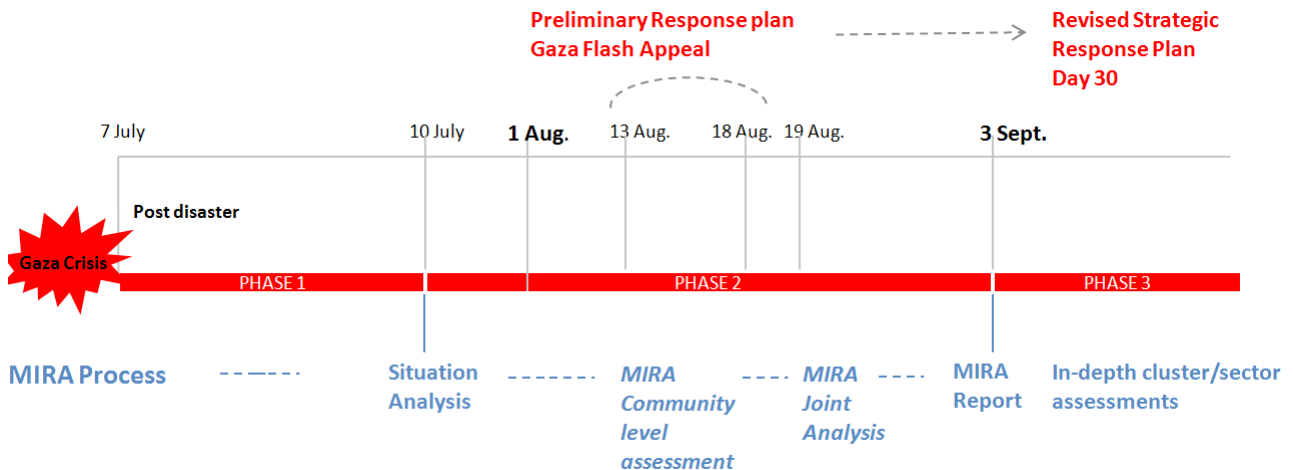 Preliminary Response plan
Gaza Flash Appeal
Revised Strategic
Response Plan
Day 30
7 July
10 July
1 Aug.
13 Aug.
18 Aug.
19 Aug.
3 Sept.
Post disaster
Gaza Crisis
PHASE 1
PHASE 2
PHASE 3
MIRA Process
Situation
Analysis
MIRA
Community
level
assessment
MIRA
Joint
Analysis
MIRA
Report
In-depth cluster/sector
assessments